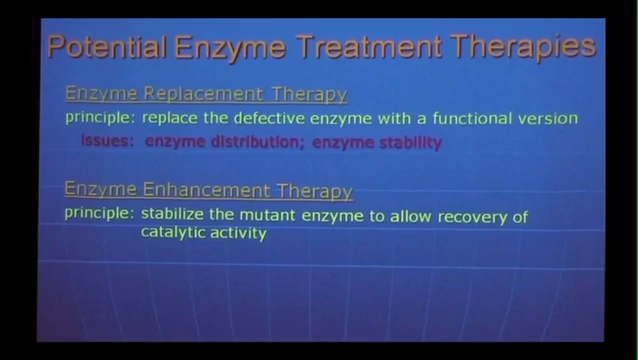 Potential Enzyme Treatment Therapies
Enzyme Replacement Therapy
principle: replace the defective enzyme with a functional version
issues: enzyme distribution; enzyme stability
Enzyme Enhancement Therapy
principle: stabilize the mutant enzyme to allow recovery of
catalytic activity